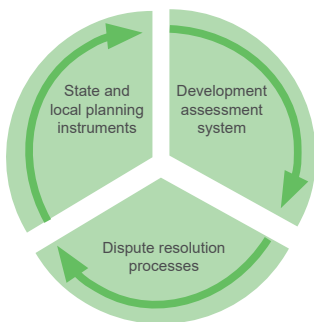 State and
local planning
instruments
Development
assessment
system
Dispute resolution
processes